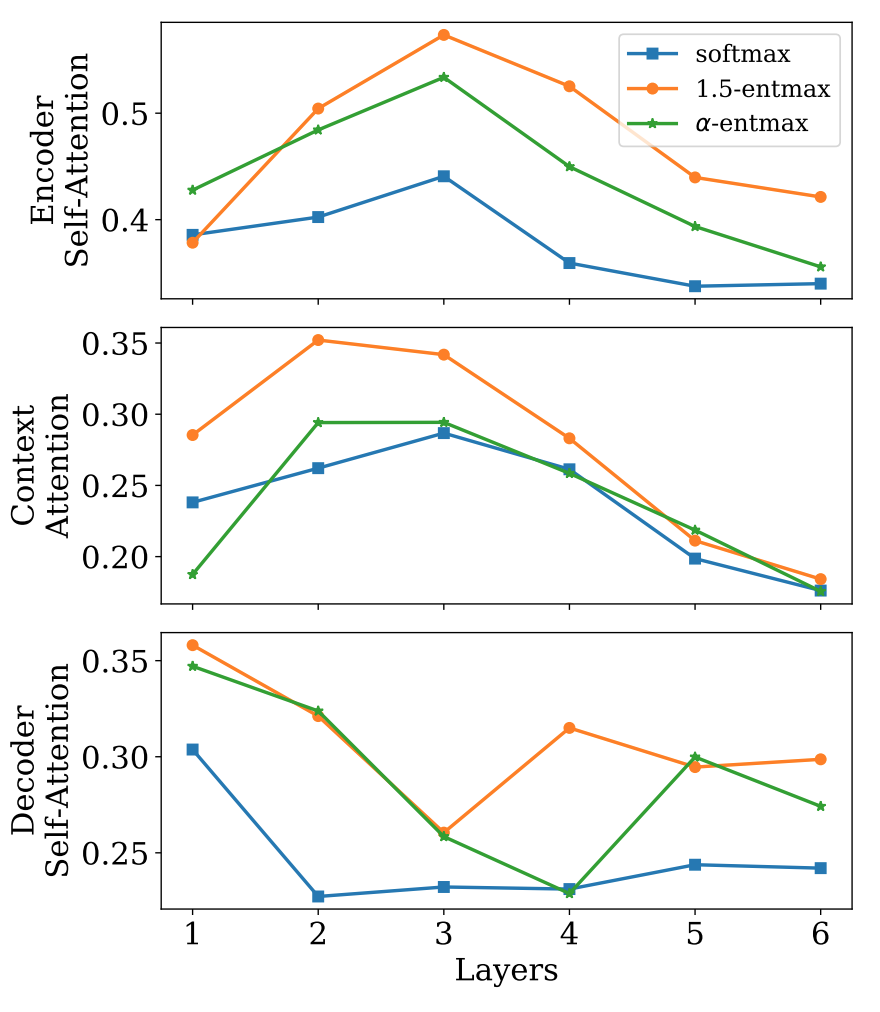 Encoder
Self-Attention
0.5
0.4
softmax
1.5-entmax
α-entmax
Context
Attention
0.35
0.30
0.25
0.20
Decoder
Self-Attention
0.35
0.30
0.25
1 2 3 4 5 6
Layers